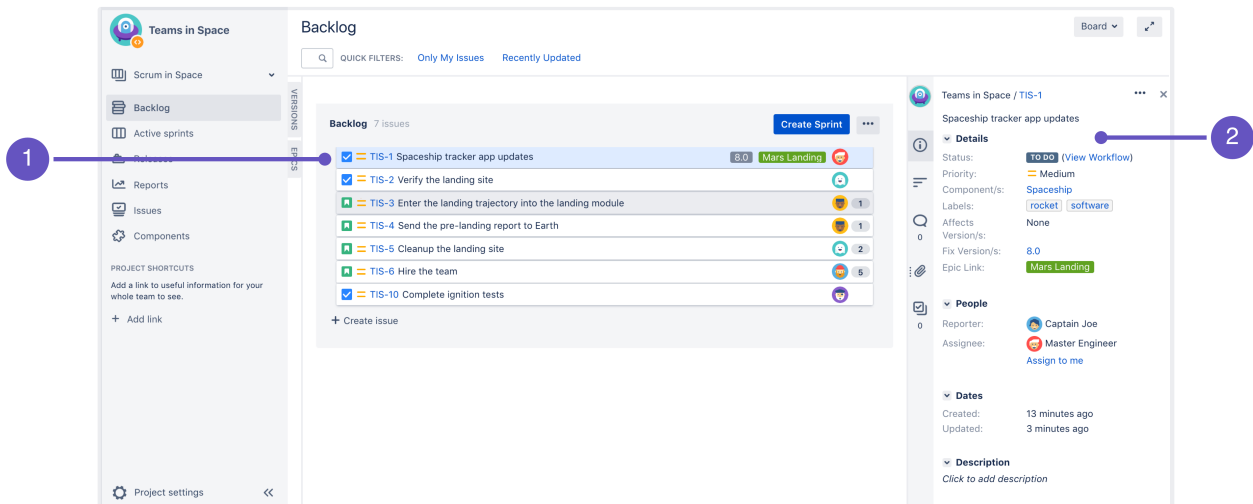 Teams in Space
Scrum in Space
Backlog
Active sprints
Releases
Reports
Issues
Components
PROJECT SHORTCUTS
Add a link to useful information for your
whole team to see.
+ Add link
Project settings
Backlog
Board
QUICK FILTERS: Only My Issues Recently Updated
VERSIONS
EPICS
Backlog 7 issues
Create Sprint
1
TIS-1 Spaceship tracker app updates 8.0 Mars Landing
TIS-2 Verify the landing site
TIS-3 Enter the landing trajectory into the landing module 1
TIS-4 Send the pre-landing report to Earth 1
TIS-5 Cleanup the landing site 2
TIS-6 Hire the team 5
TIS-10 Complete ignition tests
+ Create issue
0
0
Teams in Space / TIS-1
Spaceship tracker app updates
2
Details
Status: TO DO (View Workflow)
Priority: Medium
Component/s: Spaceship
Labels: rocket software
Affects None
Version/s:
Fix Version/s: 8.0
Epic Link: Mars Landing
People
Reporter: Captain Joe
Assignee: Master Engineer
Assign to me
Dates
Created: 13 minutes ago
Updated: 3 minutes ago
Description
Click to add description